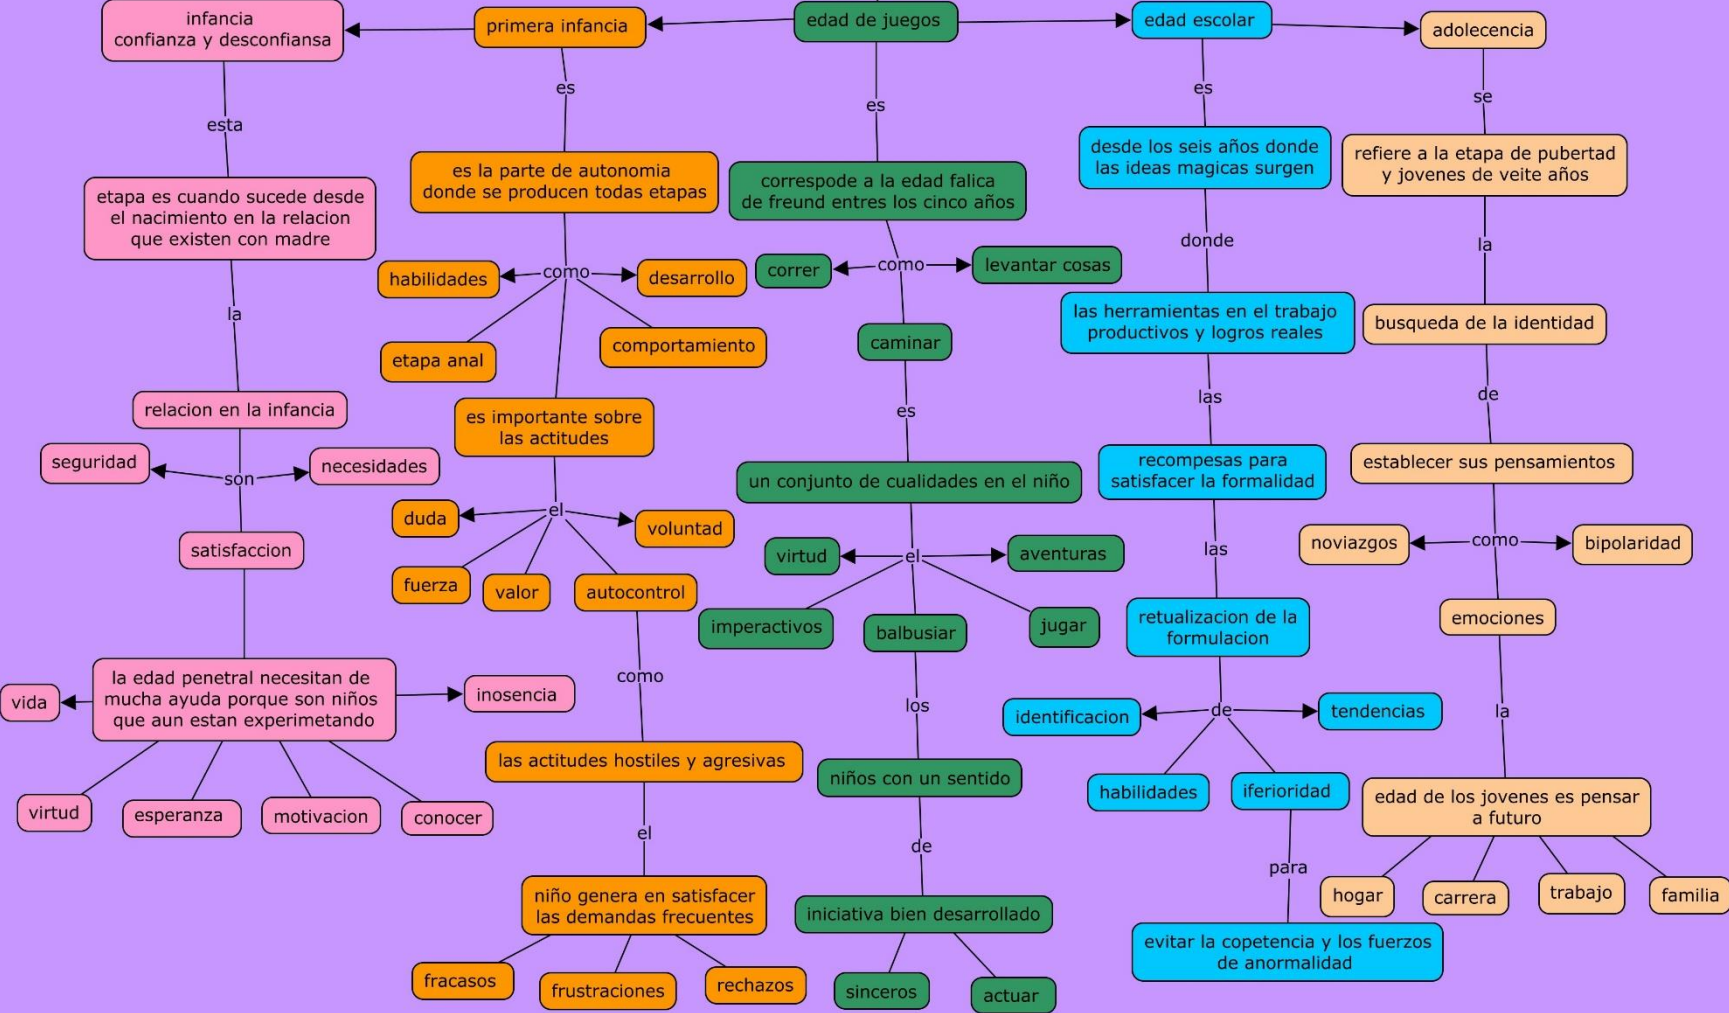 infancia
confianza y desconfiansa
esta
etapa es cuando sucede desde
el nacimiento en la relacion
que existen con madre
la
relacion en la infancia
seguridad
son
necesidades
satisfaccion
la edad penetral necesitan de
mucha ayuda porque son niños
que aun estan experimetando
vida
inosencia
virtud
esperanza
motivacion
conocer
primera infancia
es
es la parte de autonomia
donde se producen todas etapas
habilidades
como
desarrollo
etapa anal
comportamiento
es importante sobre
las actitudes
duda
el
voluntad
fuerza
valor
autocontrol
como
las actitudes hostiles y agresivas
el
niño genera en satisfacer
las demandas frecuentes
fracasos
frustraciones
rechazos
edad de juegos
es
correspode a la edad falica
de freund entres los cinco años
correr
como
levantar cosas
caminar
es
un conjunto de cualidades en el niño
virtud
el
aventuras
imperactivos
balbusiar
jugar
los
niños con un sentido
de
iniciativa bien desarrollado
sinceros
actuar
edad escolar
es
desde los seis años donde
las ideas magicas surgen
donde
las herramientas en el trabajo
productivos y logros reales
las
recompesas para
satisfacer la formalidad
las
retualizacion de la
formulacion
identificacion
de
tendencias
habilidades
iferioridad
para
evitar la copetencia y los fuerzos
de anormalidad
adolecencia
se
refiere a la etapa de pubertad
y jovenes de veite años
la
busqueda de la identidad
de
establecer sus pensamientos
noviazgos
como
bipolaridad
emociones
la
edad de los jovenes es pensar
a futuro
hogar
carrera
trabajo
familia